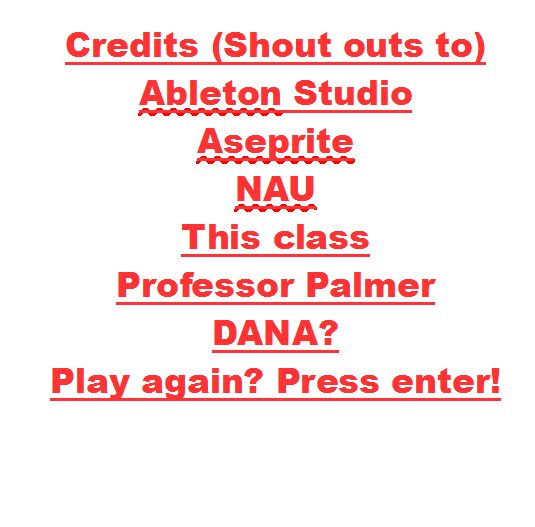 Credits (Shout outs to)
Ableton Studio
Aseprite
NAU
This class
Professor Palmer
DANA?
Play again? Press enter!